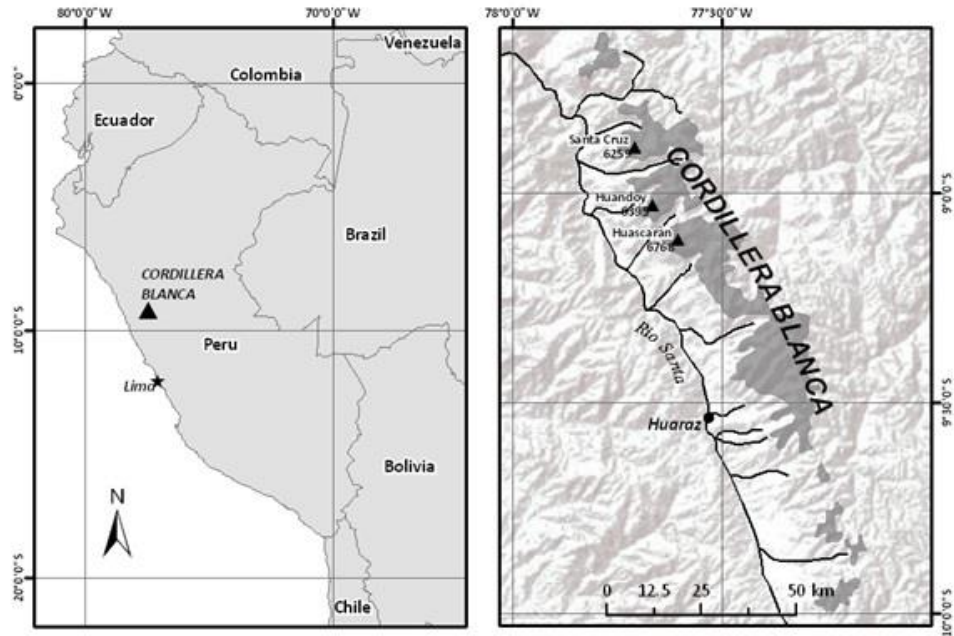 80°0'0"W
70°0'0"W
0°0'0"
10°0'0"S
20°0'0"S
Venezuela
Colombia
Ecuador
Brazil
CORDILLERA
BLANCA
Peru
Lima
Bolivia
N
Chile
78°0'0"W
77°30'0"W
9°0'0"S
9°30'0"S
10°0'0"S
Santa Cruz
6259
Huandoy
Huascaran
6768
CORDILLERA BLANCA
Rio Santa
Huaraz
0 12.5 25 50 km